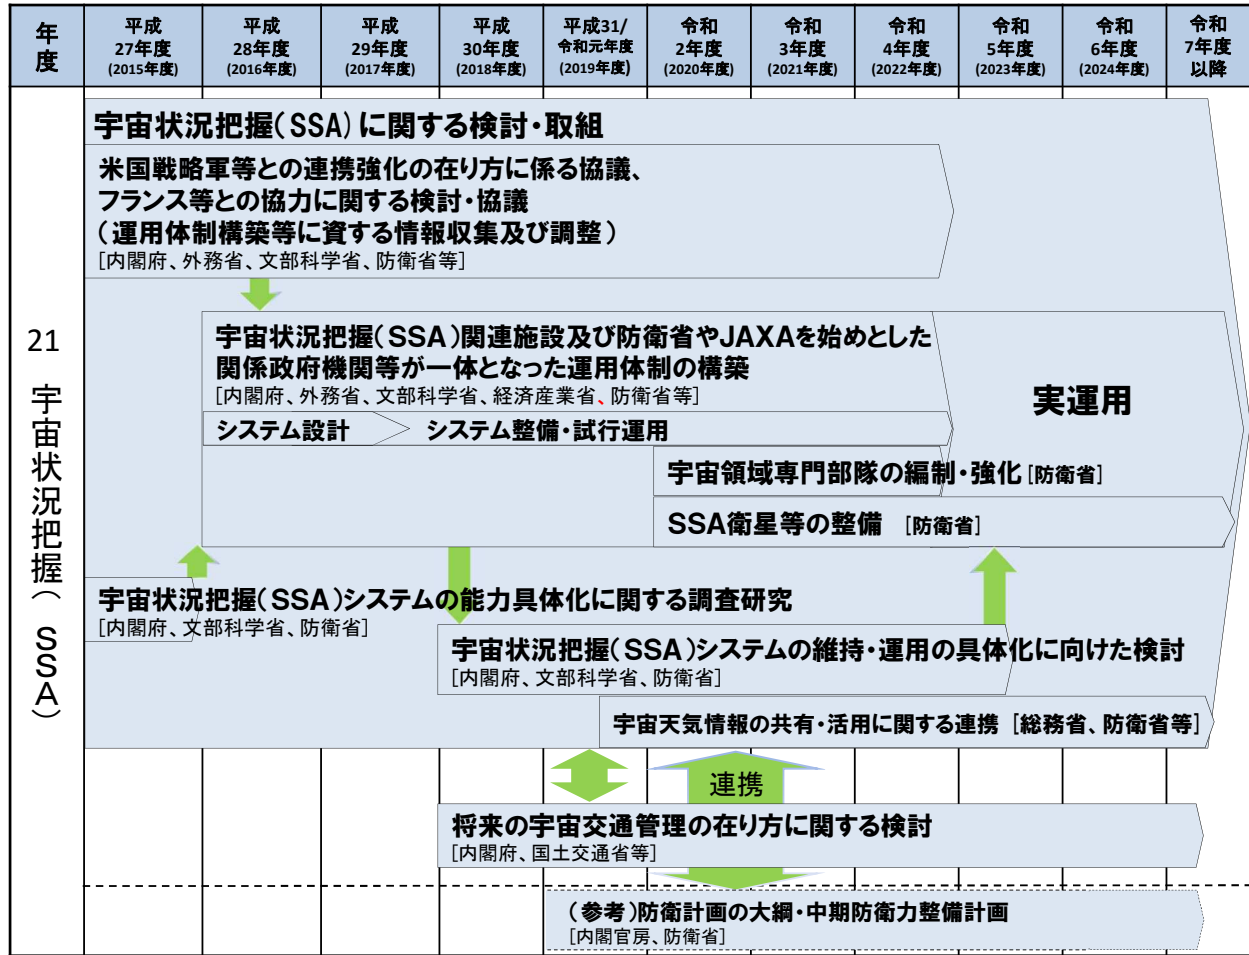 年度
平成
27年度
(2015年度)
平成
28年度
(2016年度)
平成
29年度
(2017年度)
平成
30年度
(2018年度)
平成31/
令和元年度
(2019年度)
令和
2年度
(2020年度)
令和
3年度
(2021年度)
令和
4年度
(2022年度)
令和
5年度
(2023年度)
令和
6年度
(2024年度)
令和
7年度
以降
21 宇宙状況把握(SSA)
宇宙状況把握(SSA)に関する検討・取組
米国戦略軍等との連携強化の在り方に係る協議、
フランス等との協力に関する検討・協議
(運用体制構築等に資する情報収集及び調整)
[内閣府、外務省、文部科学省、防衛省等]
宇宙状況把握(SSA)関連施設及び防衛省やJAXAを始めとした
関係政府機関等が一体となった運用体制の構築
[内閣府、外務省、文部科学省、経済産業省、防衛省等]
実運用
システム設計
システム整備・試行運用
宇宙領域専門部隊の編制・強化 [防衛省]
SSA衛星等の整備 [防衛省]
宇宙状況把握(SSA)システムの能力具体化に関する調査研究
[内閣府、文部科学省、防衛省]
宇宙状況把握(SSA)システムの維持・運用の具体化に向けた検討
[内閣府、文部科学省、防衛省]
宇宙天気情報の共有・活用に関する連携 [総務省、防衛省等]
連携
将来の宇宙交通管理の在り方に関する検討
[内閣府、国土交通省等]
(参考)防衛計画の大綱・中期防衛力整備計画
[内閣官房、防衛省]